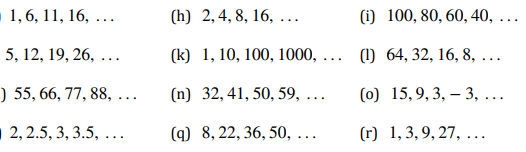 1, 6, 11, 16, … (h) 2, 4, 8, 16, … (i) 100, 80, 60, 40, …
5, 12, 19, 26, … (k) 1, 10, 100, 1000, … (l) 64, 32, 16, 8, …
) 55, 66, 77, 88, … (n) 32, 41, 50, 59, … (o) 15, 9, 3, − 3, …
2, 2.5, 3, 3.5, … (q) 8, 22, 36, 50, … (r) 1, 3, 9, 27, …